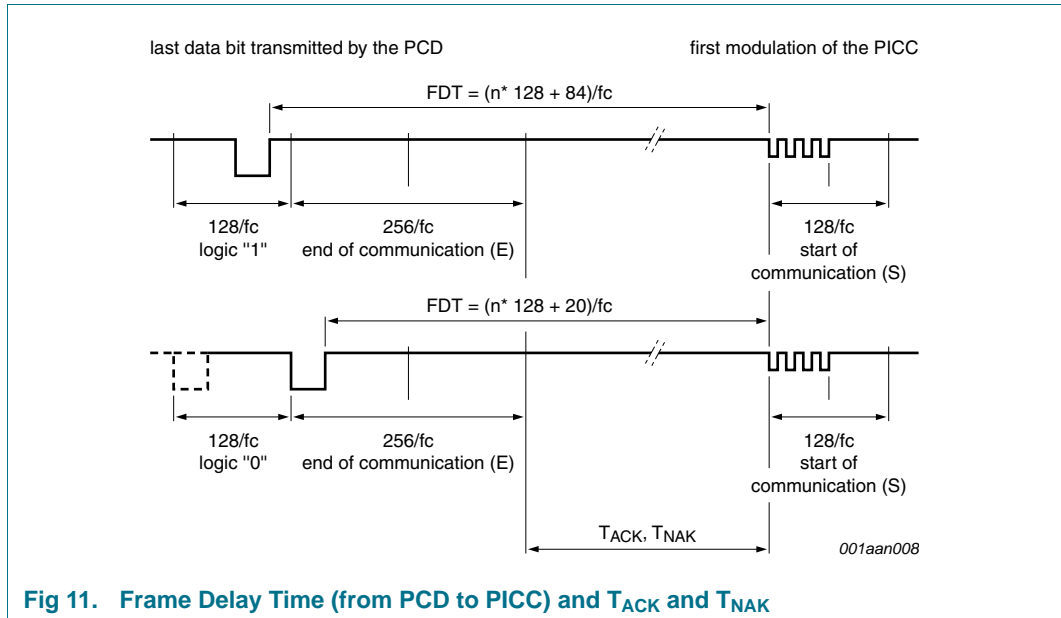 last data bit transmitted by the PCD
first modulation of the PICC
FDT = (n* 128 + 84)/fc
128/fc
logic "1"
256/fc
end of communication (E)
128/fc
start of
communication (S)
FDT = (n* 128 + 20)/fc
128/fc
logic "0"
256/fc
end of communication (E)
128/fc
start of
communication (S)
TACK, TNAK
001aan008
Fig 11. Frame Delay Time (from PCD to PICC) and TACK and TNAK